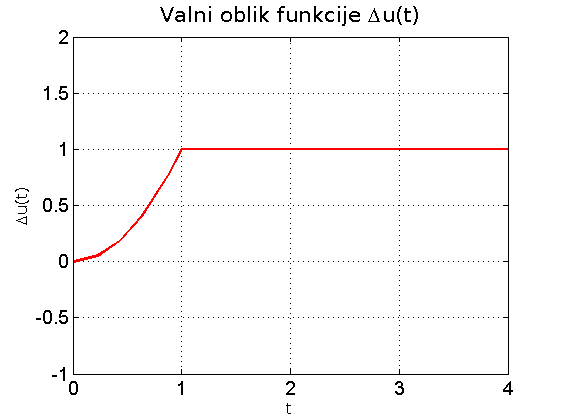 Valni oblik funkcije Δu(t)
2
1.5
1
0.5
0
-0.5
-1
Δu(t)
0 1 2 3 4
t